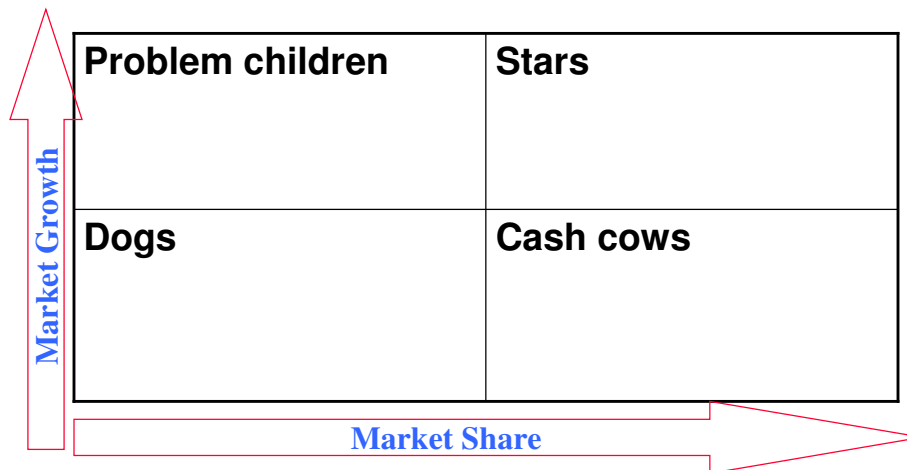 Problem children
Stars
Market Growth
Dogs
Cash cows
Market Share